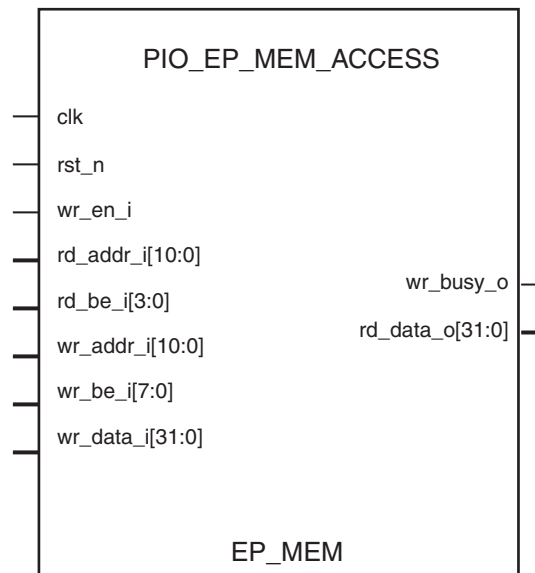 PIO_EP_MEM_ACCESS
clk
rst_n
wr_en_i
rd_addr_i[10:0]
rd_be_i[3:0]
wr_addr_i[10:0]
wr_be_i[7:0]
wr_data_i[31:0]
wr_busy_o
rd_data_o[31:0]
EP_MEM